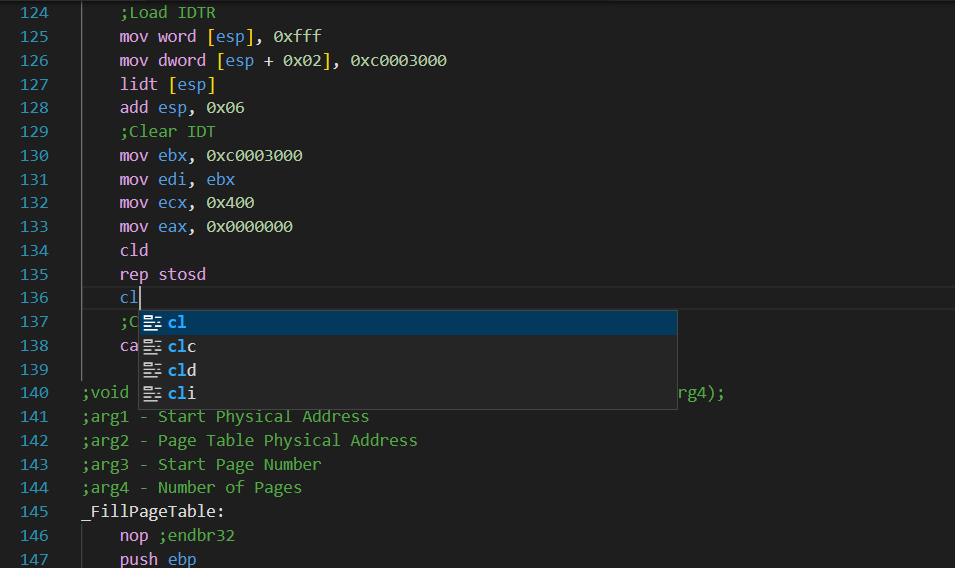 124 ;Load IDTR
125 mov word [esp], 0xfff
126 mov dword [esp + 0x02], 0xc0003000
127 lidt [esp]
128 add esp, 0x06
129 ;Clear IDT
130 mov ebx, 0xc0003000
131 mov edi, ebx
132 mov ecx, 0x400
133 mov eax, 0x0000000
134 cld
135 rep stosd
136 cl
137 ;C cl
138 ca clc
139 cld
140 ;void cli rg4);
141 ;arg1 - Start Physical Address
142 ;arg2 - Page Table Physical Address
143 ;arg3 - Start Page Number
144 ;arg4 - Number of Pages
145 _FillPageTable:
146 nop ;endbr32
147 push ebp